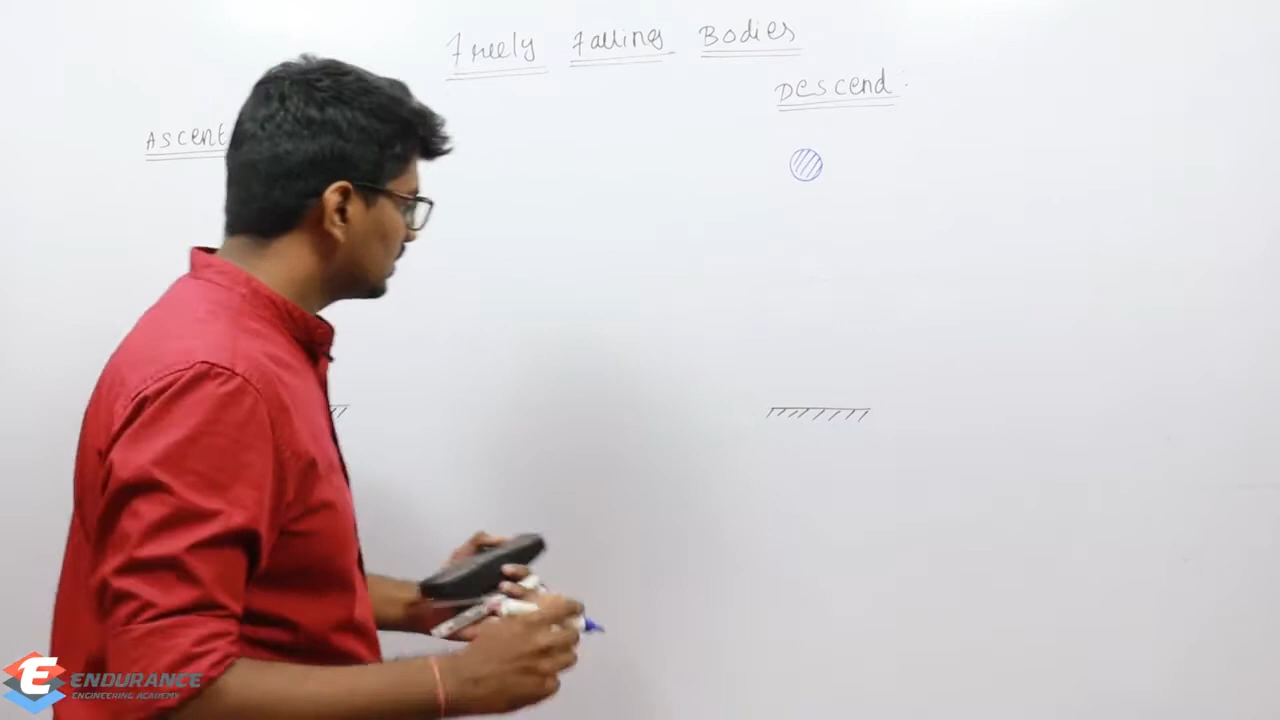 Freely Falling Bodies
Descend
Ascent
ENDURANCE
ENGINEERING ACADEMY